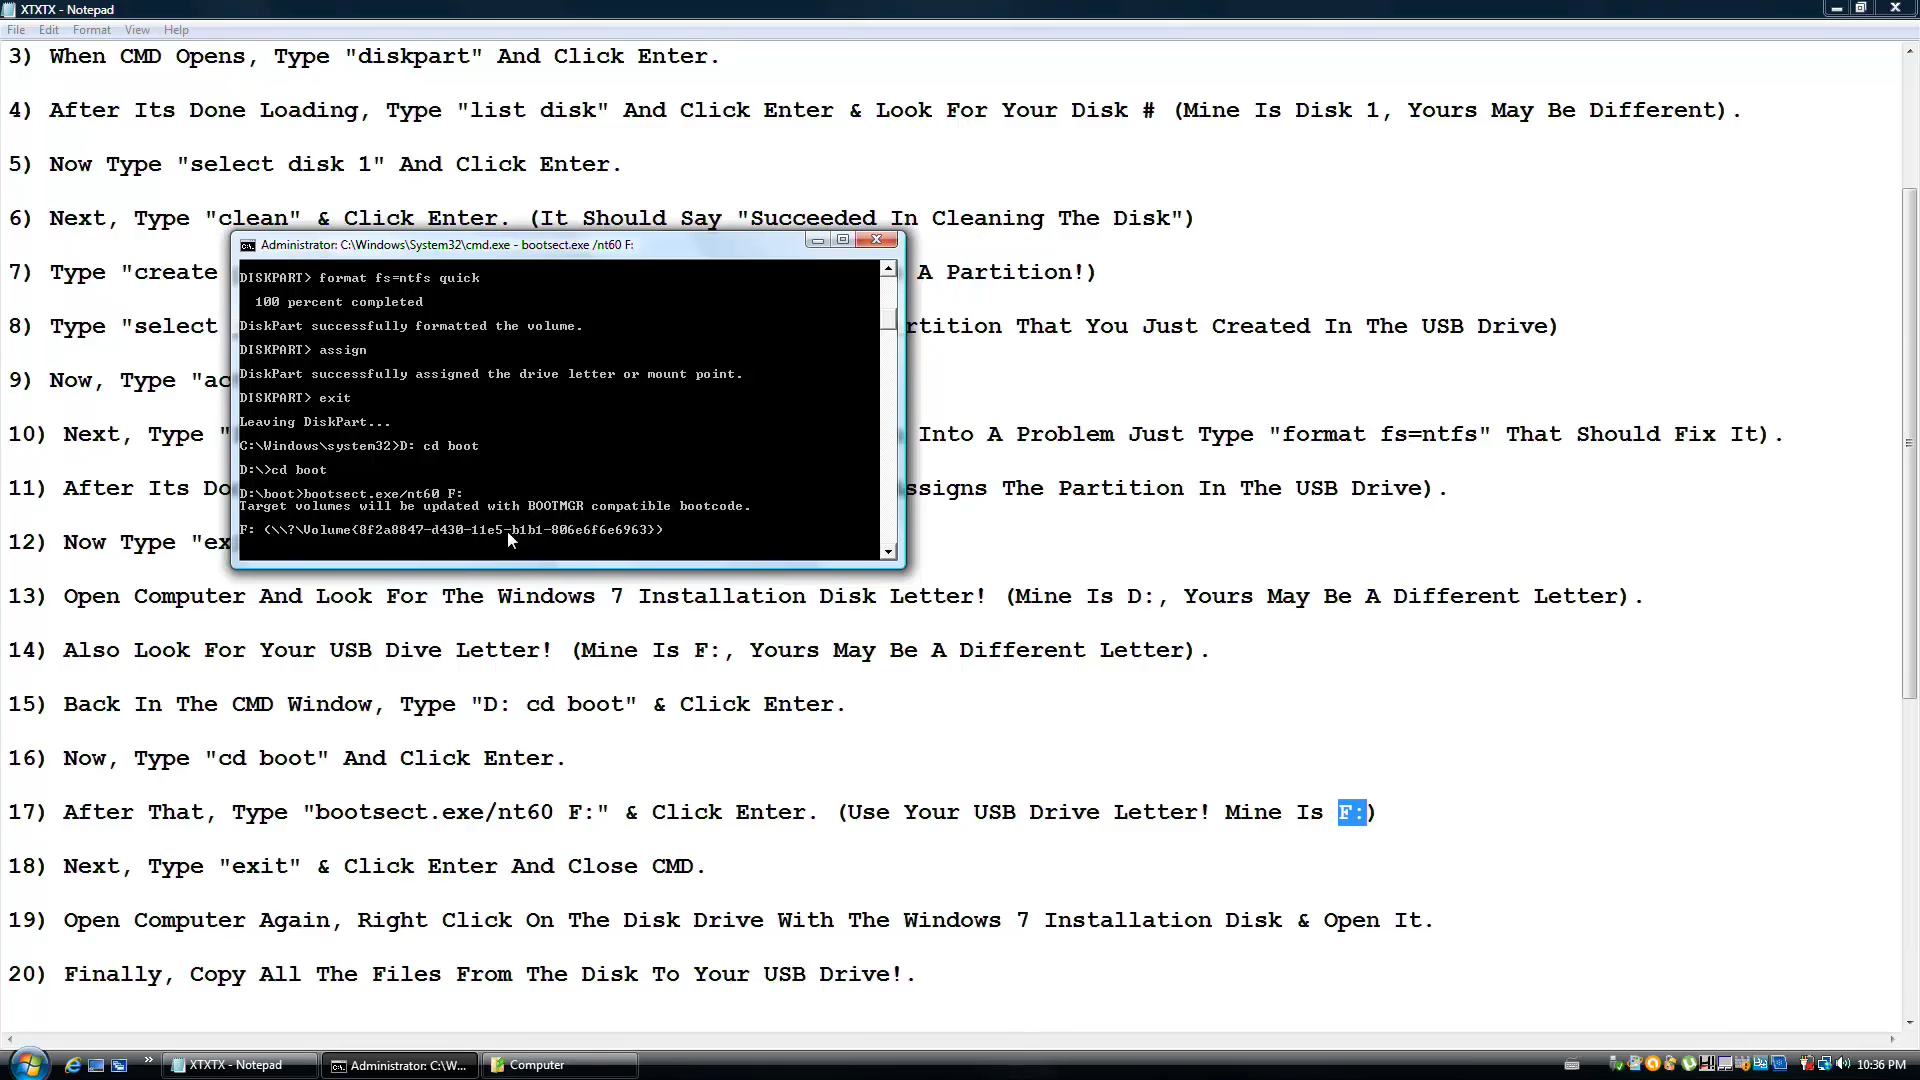 XTXTX - Notepad
File Edit Format View Help
3) When CMD Opens, Type "diskpart" And Click Enter.
4) After Its Done Loading, Type "list disk" And Click Enter & Look For Your Disk # (Mine Is Disk 1, Yours May Be Different).
5) Now Type "select disk 1" And Click Enter.
6) Next, Type "clean" & Click Enter. (It Should Say "Succeeded In Cleaning The Disk")
7) Type "create A Partition!)
8) Type "select rtition That You Just Created In The USB Drive)
9) Now, Type "ac
10) Next, Type " Into A Problem Just Type "format fs=ntfs" That Should Fix It).
11) After Its Do ssigns The Partition In The USB Drive).
12) Now Type "ex
Administrator: C:\Windows\System32\cmd.exe - bootsect.exe /nt60 F:
DISKPART> format fs=ntfs quick
100 percent completed
DiskPart successfully formatted the volume.
DISKPART> assign
DiskPart successfully assigned the drive letter or mount point.
DISKPART> exit
Leaving DiskPart...
C:\Windows\system32>D: cd boot
D:\>cd boot
D:\boot>bootsect.exe/nt60 F:
Target volumes will be updated with BOOTMGR compatible bootcode.
F: (\\?\Volume{8f2a8847-d430-11e5-b1b1-806e6f6e6963})
13) Open Computer And Look For The Windows 7 Installation Disk Letter! (Mine Is D:, Yours May Be A Different Letter).
14) Also Look For Your USB Dive Letter! (Mine Is F:, Yours May Be A Different Letter).
15) Back In The CMD Window, Type "D: cd boot" & Click Enter.
16) Now, Type "cd boot" And Click Enter.
17) After That, Type "bootsect.exe/nt60 F:" & Click Enter. (Use Your USB Drive Letter! Mine Is F:)
18) Next, Type "exit" & Click Enter And Close CMD.
19) Open Computer Again, Right Click On The Disk Drive With The Windows 7 Installation Disk & Open It.
20) Finally, Copy All The Files From The Disk To Your USB Drive!.
XTXTX - Notepad
Administrator: C:\W...
Computer
10:36 PM